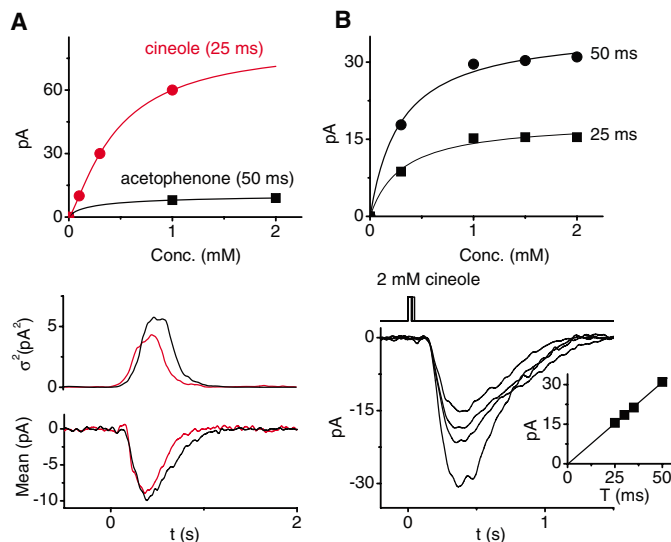 A
cineole (25 ms)
60
pA
30
acetophenone (50 ms)
0
0 1 2
Conc. (mM)
5
σ²(pA²)
0
0
Mean (pA)
-5
-10
0 2
t (s)
B
50 ms
30
pA
15
25 ms
0
0 1 2
Conc. (mM)
2 mM cineole
0
-15
pA
-30
0 1
t (s)
30
pA
15
0
0 25 50
T (ms)